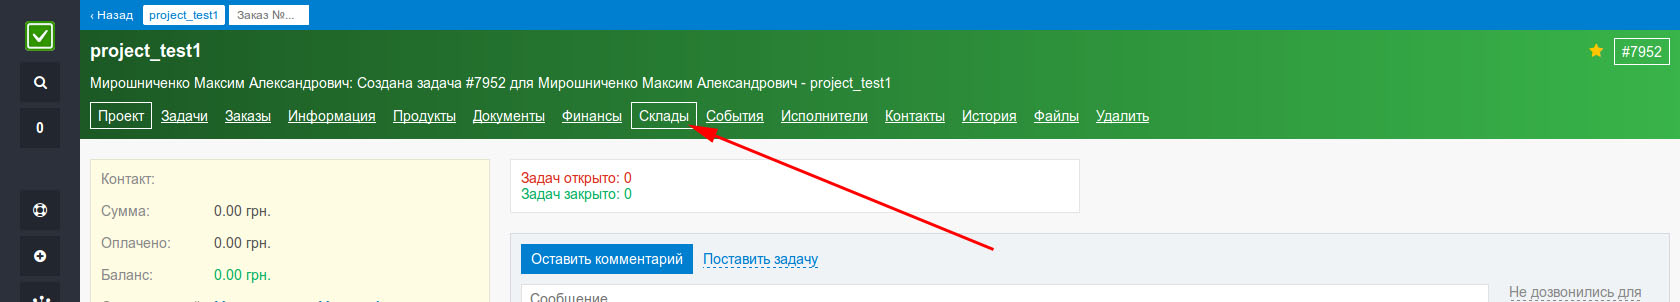 ‹ Назад project_test1 Заказ №...
project_test1 #7952
Мирошниченко Максим Александрович: Создана задача #7952 для Мирошниченко Максим Александрович - project_test1
Проект Задачи Заказы Информация Продукты Документы Финансы Склады События Исполнители Контакты История Файлы Удалить
0
Контакт:
Сумма: 0.00 грн.
Оплачено: 0.00 грн.
Баланс: 0.00 грн.
Задач открыто: 0
Задач закрыто: 0
Оставить комментарий Поставить задачу
Сообщение
Не дозвонились для